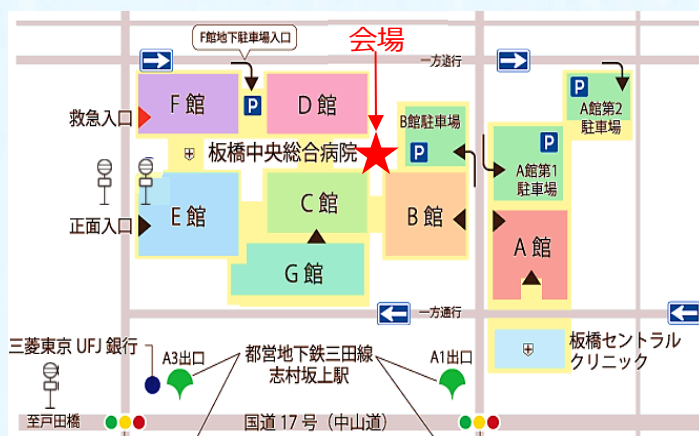 F館地下駐車場入口
会場
一方通行
F館
P
D館
P
A館第2
駐車場
救急入口
B館駐車場
P
P
板橋中央総合病院
A館第1
駐車場
正面入口
E館
C館
B館
A館
G館
一方通行
三菱東京UFJ銀行
A3出口
都営地下鉄三田線
志村坂上駅
A1出口
板橋セントラル
クリニック
至戸田橋
国道17号（中山道）